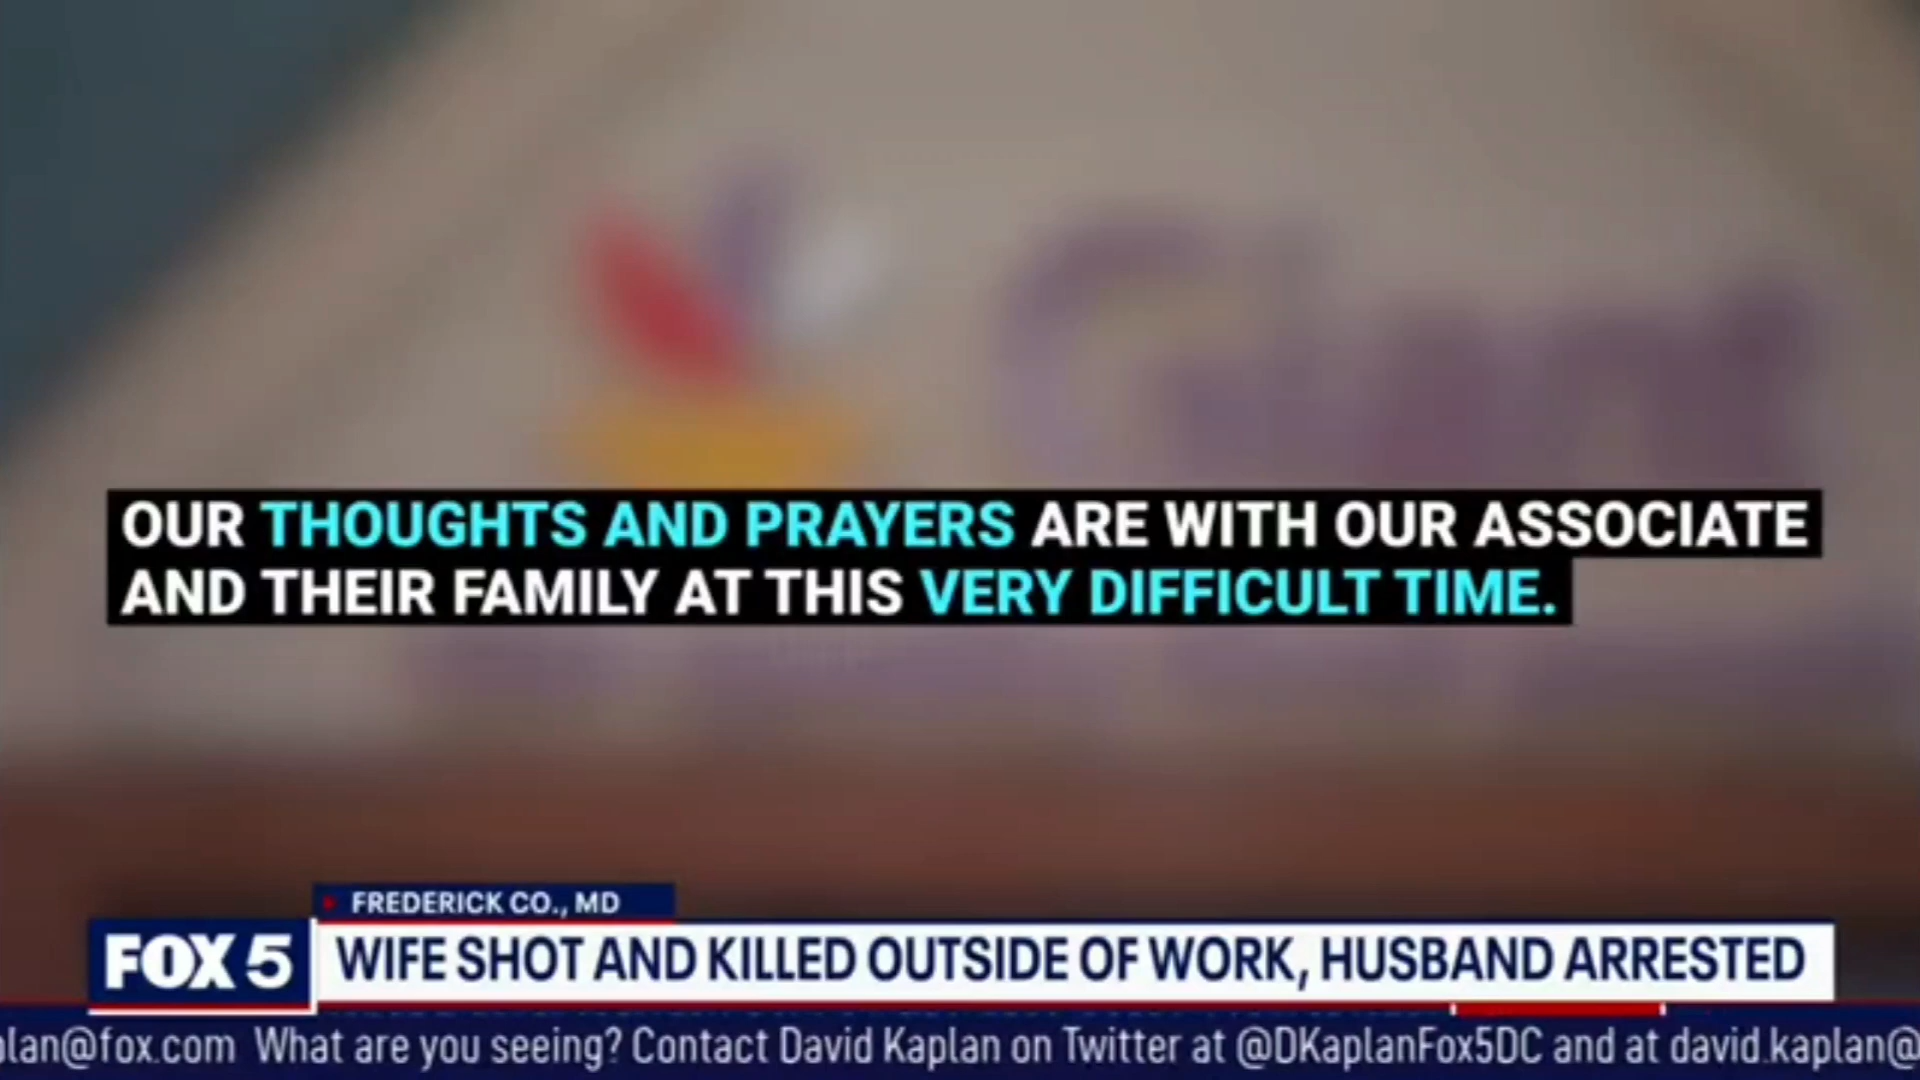 Giant
OUR THOUGHTS AND PRAYERS ARE WITH OUR ASSOCIATE
AND THEIR FAMILY AT THIS VERY DIFFICULT TIME.
FREDERICK CO., MD
FOX 5
WIFE SHOT AND KILLED OUTSIDE OF WORK, HUSBAND ARRESTED
plan@fox.com What are you seeing? Contact David Kaplan on Twitter at @DKaplanFox5DC and at david.kaplan@